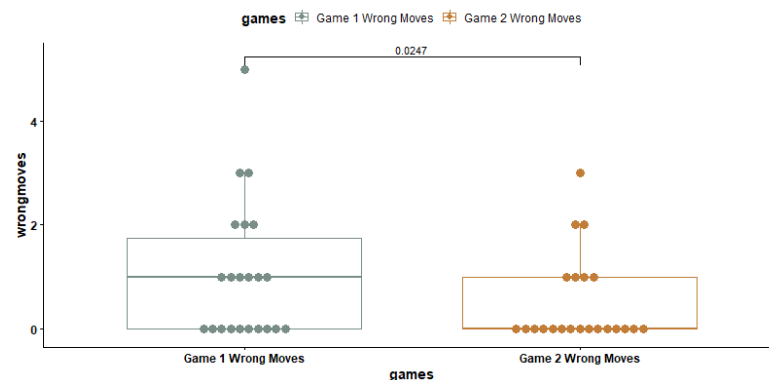 games Game 1 Wrong Moves Game 2 Wrong Moves
0.0247
wrongmoves
4
2
0
Game 1 Wrong Moves Game 2 Wrong Moves
games